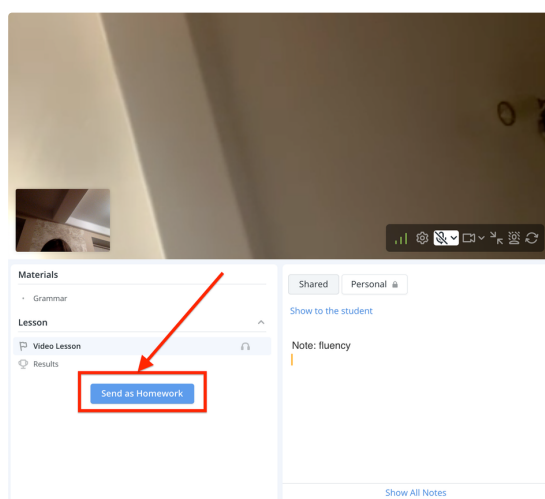 Materials
Grammar
Lesson
Video Lesson
Results
Send as Homework
Shared
Personal
Show to the student
Note: fluency
Show All Notes